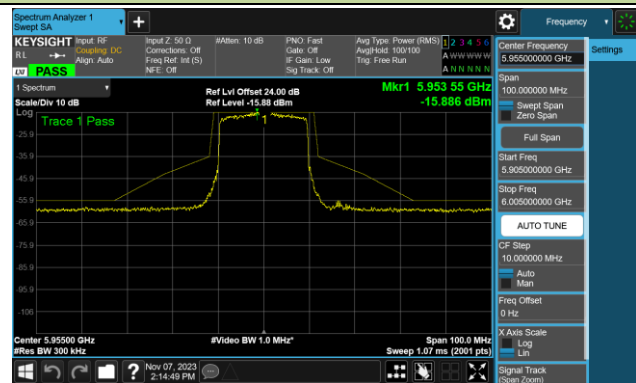 Spectrum Analyzer 1
Swept SA
Frequency
KEYSIGHT
Input: RF
Coupling: DC
Align: Auto
Input Z: 50 Ω
Corrections: Off
Freq Ref: Int (S)
NFE: Off
#Atten: 10 dB
PNO: Fast
Gate: Off
IF Gain: Low
Sig Track: Off
Avg Type: Power (RMS)
Avg|Hold: 100/100
Trig: Free Run
1 2 3 4 5 6
A W W W W W
A N N N N N
R L
LXI PASS
1 Spectrum
Scale/Div 10 dB
Ref Lvl Offset 24.00 dB
Ref Level -15.88 dBm
Mkr1 5.953 55 GHz
-15.886 dBm
Log
Trace 1 Pass
1
-25.9
-35.9
-45.9
-55.9
-65.9
-75.9
-85.9
-95.9
-106
Center 5.95500 GHz
#Res BW 300 kHz
#Video BW 1.0 MHz*
Span 100.0 MHz
Sweep 1.07 ms (2001 pts)
Center Frequency
5.955000000 GHz
Settings
Span
100.000000 MHz
Swept Span
Zero Span
Full Span
Start Freq
5.905000000 GHz
Stop Freq
6.005000000 GHz
AUTO TUNE
CF Step
10.000000 MHz
Auto
Man
Freq Offset
0 Hz
X Axis Scale
Log
Lin
Signal Track
(Span Zoom)
?
Nov 07, 2023
2:14:49 PM